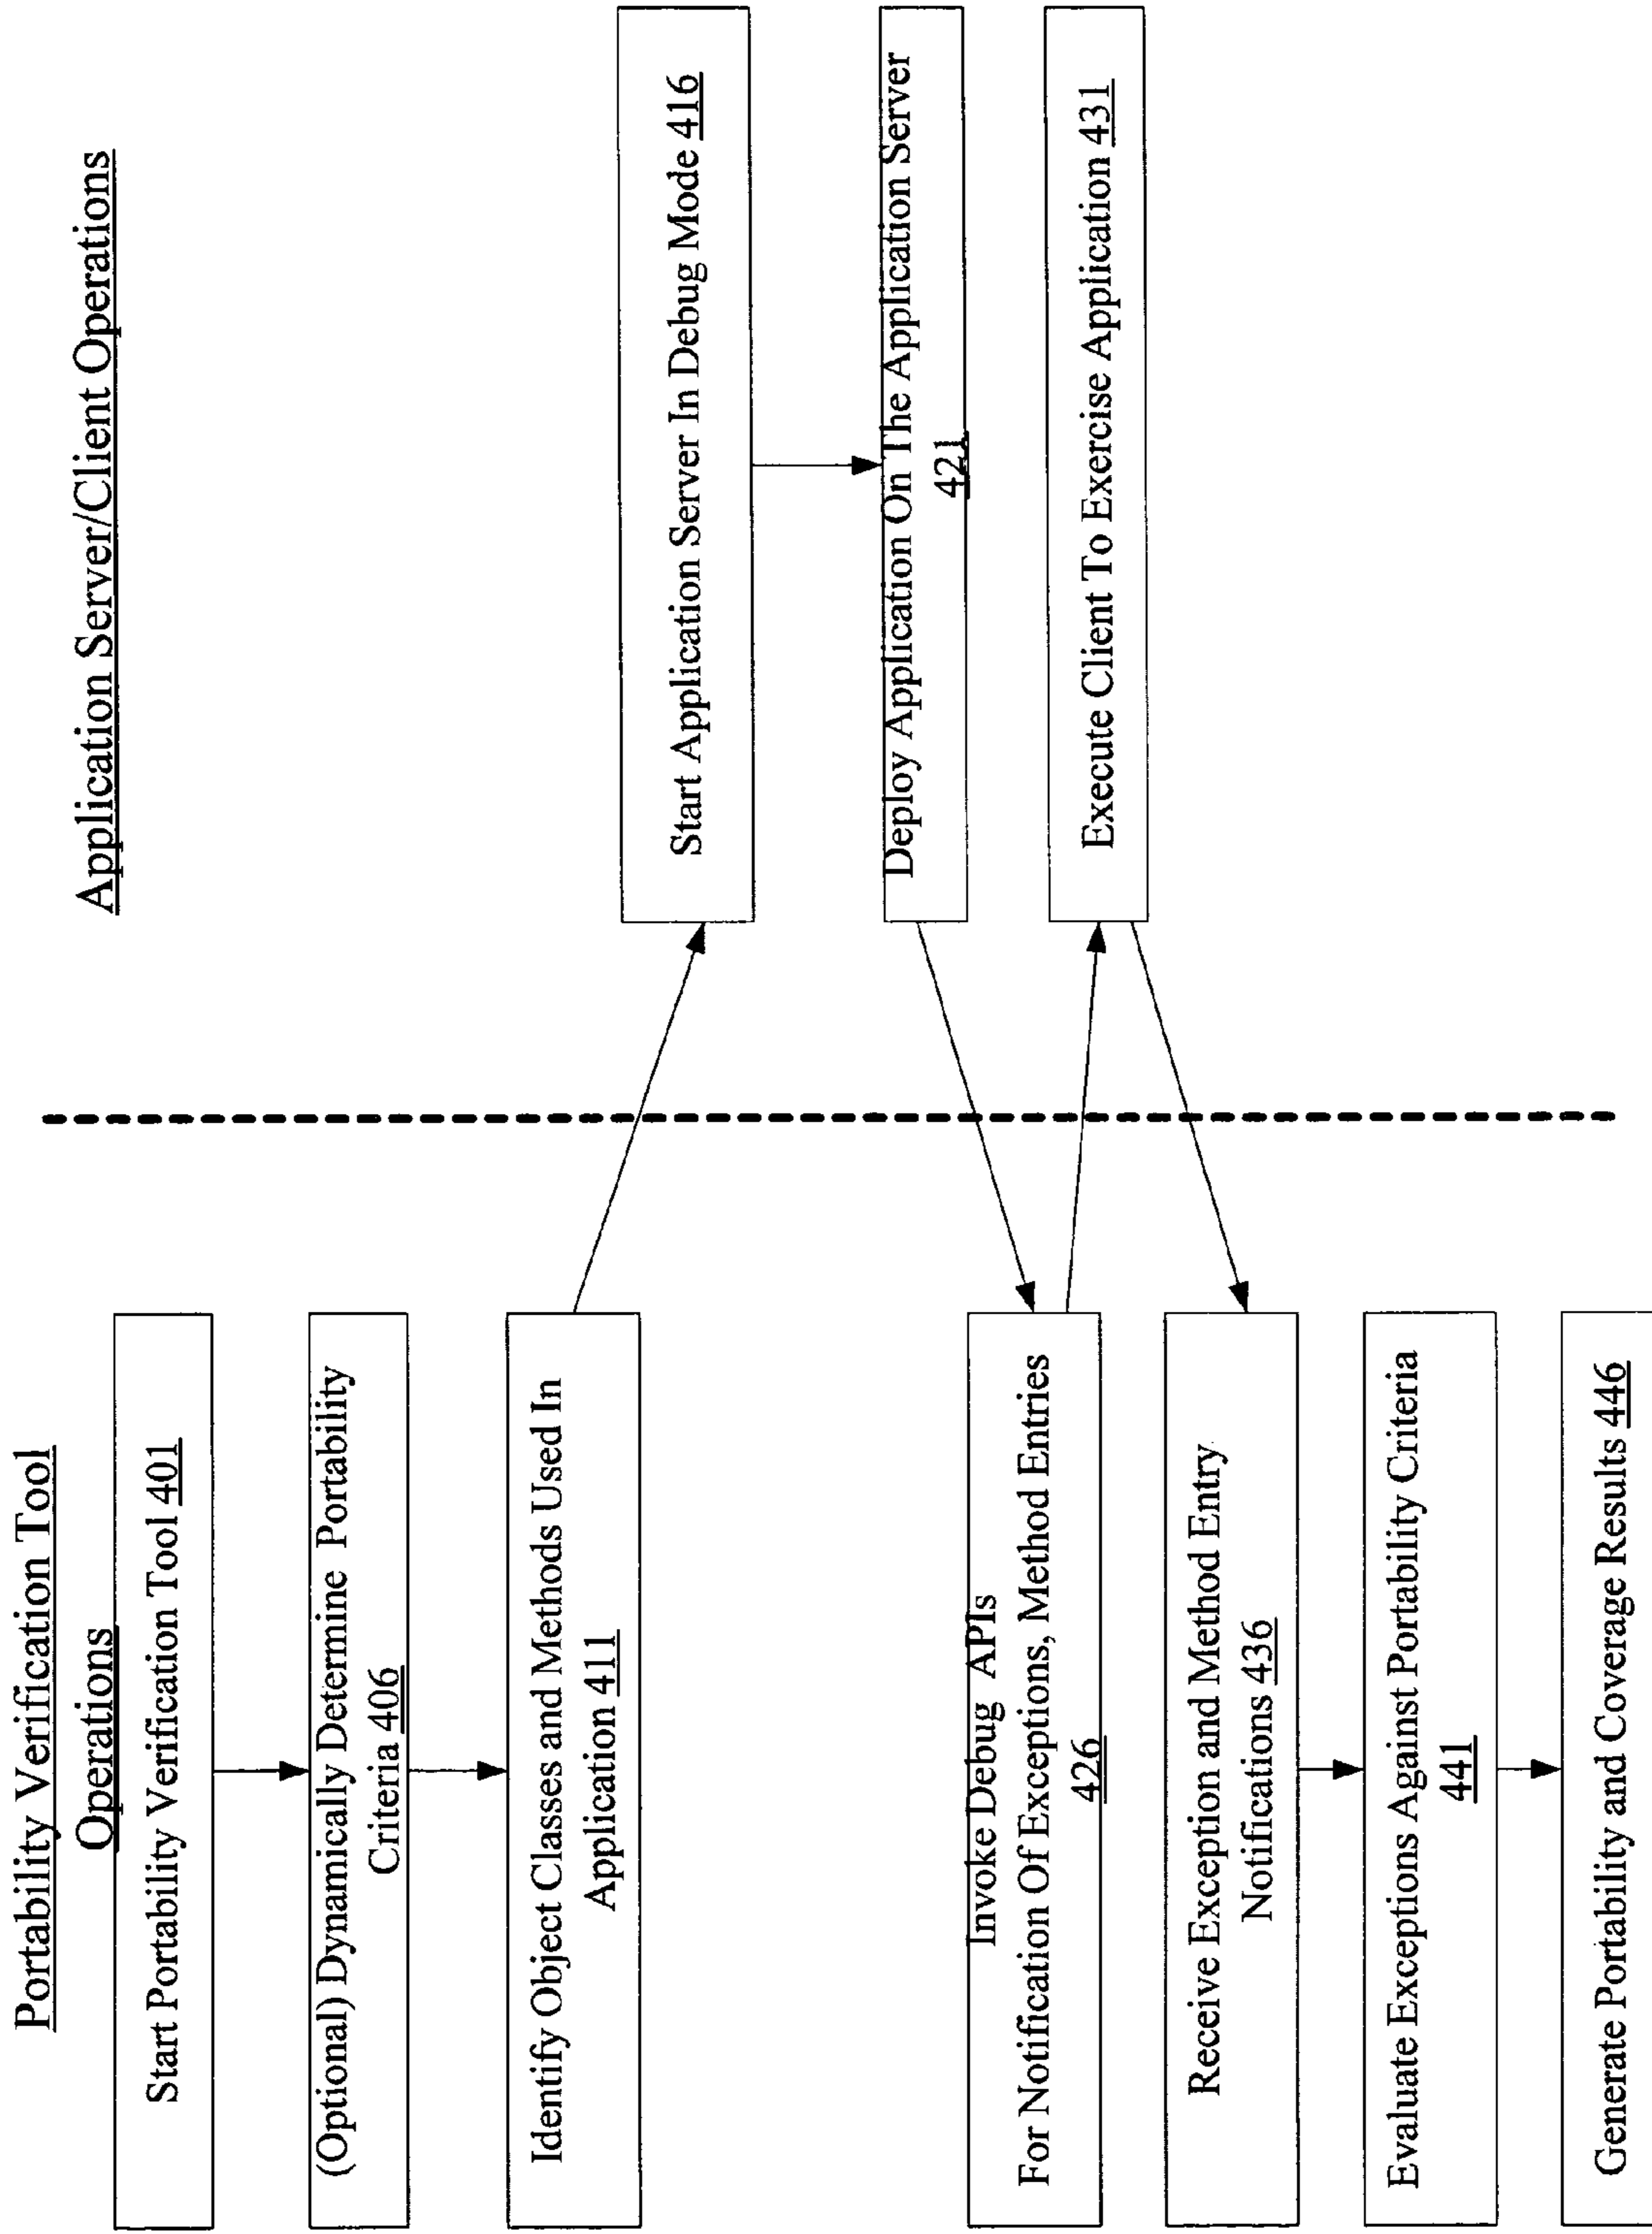 Portability Verification Tool
Operations
Start Portability Verification Tool 401
(Optional) Dynamically Determine Portability
Criteria 406
Identify Object Classes and Methods Used In
Application 411
Invoke Debug APIs
For Notification Of Exceptions, Method Entries
426
Receive Exception and Method Entry
Notifications 436
Evaluate Exceptions Against Portability Criteria
441
Generate Portability and Coverage Results 446
Application Server/Client Operations
Start Application Server In Debug Mode 416
Deploy Application On The Application Server
421
Execute Client To Exercise Application 431